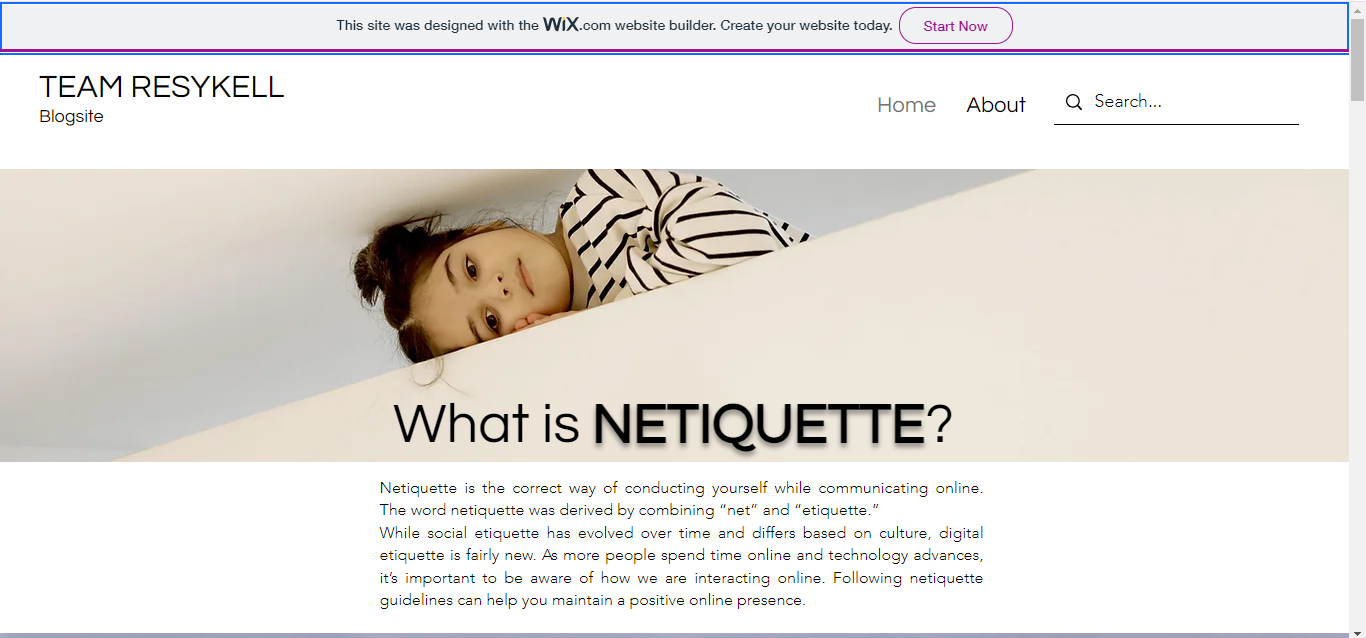 This site was designed with the WiX.com website builder. Create your website today. Start Now
TEAM RESYKELL
Blogsite
Home About Search...
What is NETIQUETTE?
Netiquette is the correct way of conducting yourself while communicating online.
The word netiquette was derived by combining “net” and “etiquette.”
While social etiquette has evolved over time and differs based on culture, digital
etiquette is fairly new. As more people spend time online and technology advances,
it’s important to be aware of how we are interacting online. Following netiquette
guidelines can help you maintain a positive online presence.